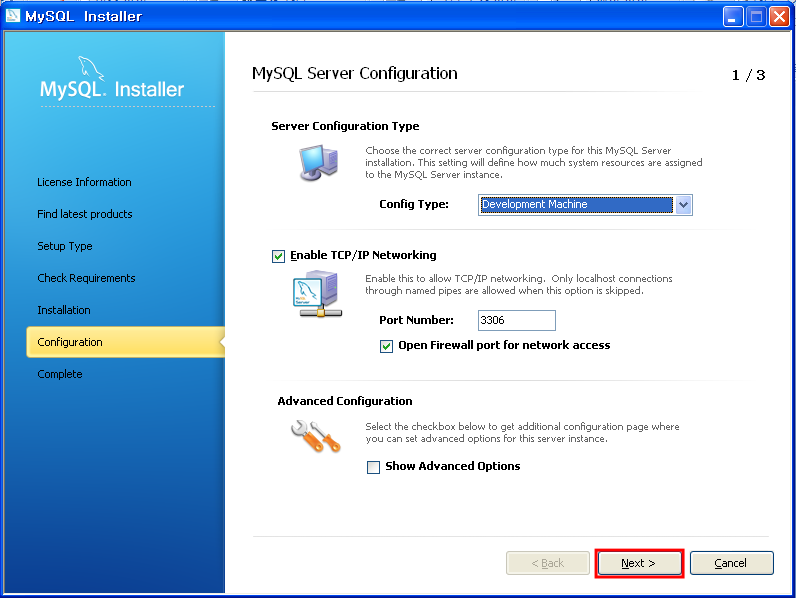 MySQL Installer
MySQL. Installer
License Information
Find latest products
Setup Type
Check Requirements
Installation
Configuration
Complete
MySQL Server Configuration
1 / 3
Server Configuration Type
Choose the correct server configuration type for this MySQL Server
installation. This setting will define how much system resources are assigned
to the MySQL Server instance.
Config Type:
Development Machine
Enable TCP/IP Networking
Enable this to allow TCP/IP networking. Only localhost connections
through named pipes are allowed when this option is skipped.
Port Number:
3306
Open Firewall port for network access
Advanced Configuration
Select the checkbox below to get additional configuration page where
you can set advanced options for this server instance.
Show Advanced Options
< Back
Next >
Cancel